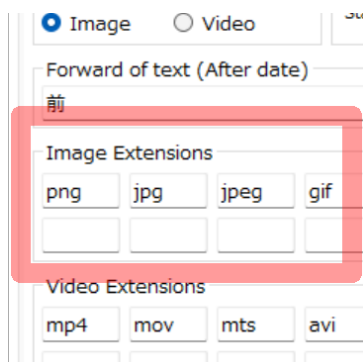 Image Video
Forward of text (After date)
前
Image Extensions
png jpg jpeg gif
Video Extensions
mp4 mov mts avi